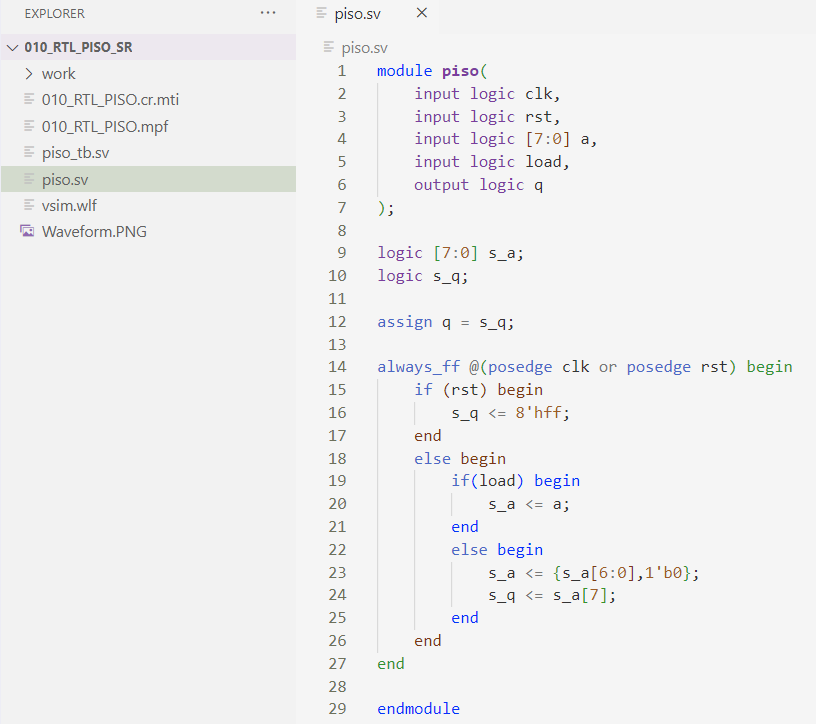 EXPLORER ···
010_RTL_PISO_SR
work
010_RTL_PISO.cr.mti
010_RTL_PISO.mpf
piso_tb.sv
piso.sv
vsim.wlf
Waveform.PNG
piso.sv ×
piso.sv
1 module piso(
2     input logic clk,
3     input logic rst,
4     input logic [7:0] a,
5     input logic load,
6     output logic q
7 );
8
9 logic [7:0] s_a;
10 logic s_q;
11
12 assign q = s_q;
13
14 always_ff @(posedge clk or posedge rst) begin
15     if (rst) begin
16         s_q <= 8'hff;
17     end
18     else begin
19         if(load) begin
20             s_a <= a;
21         end
22         else begin
23             s_a <= {s_a[6:0],1'b0};
24             s_q <= s_a[7];
25         end
26     end
27 end
28
29 endmodule